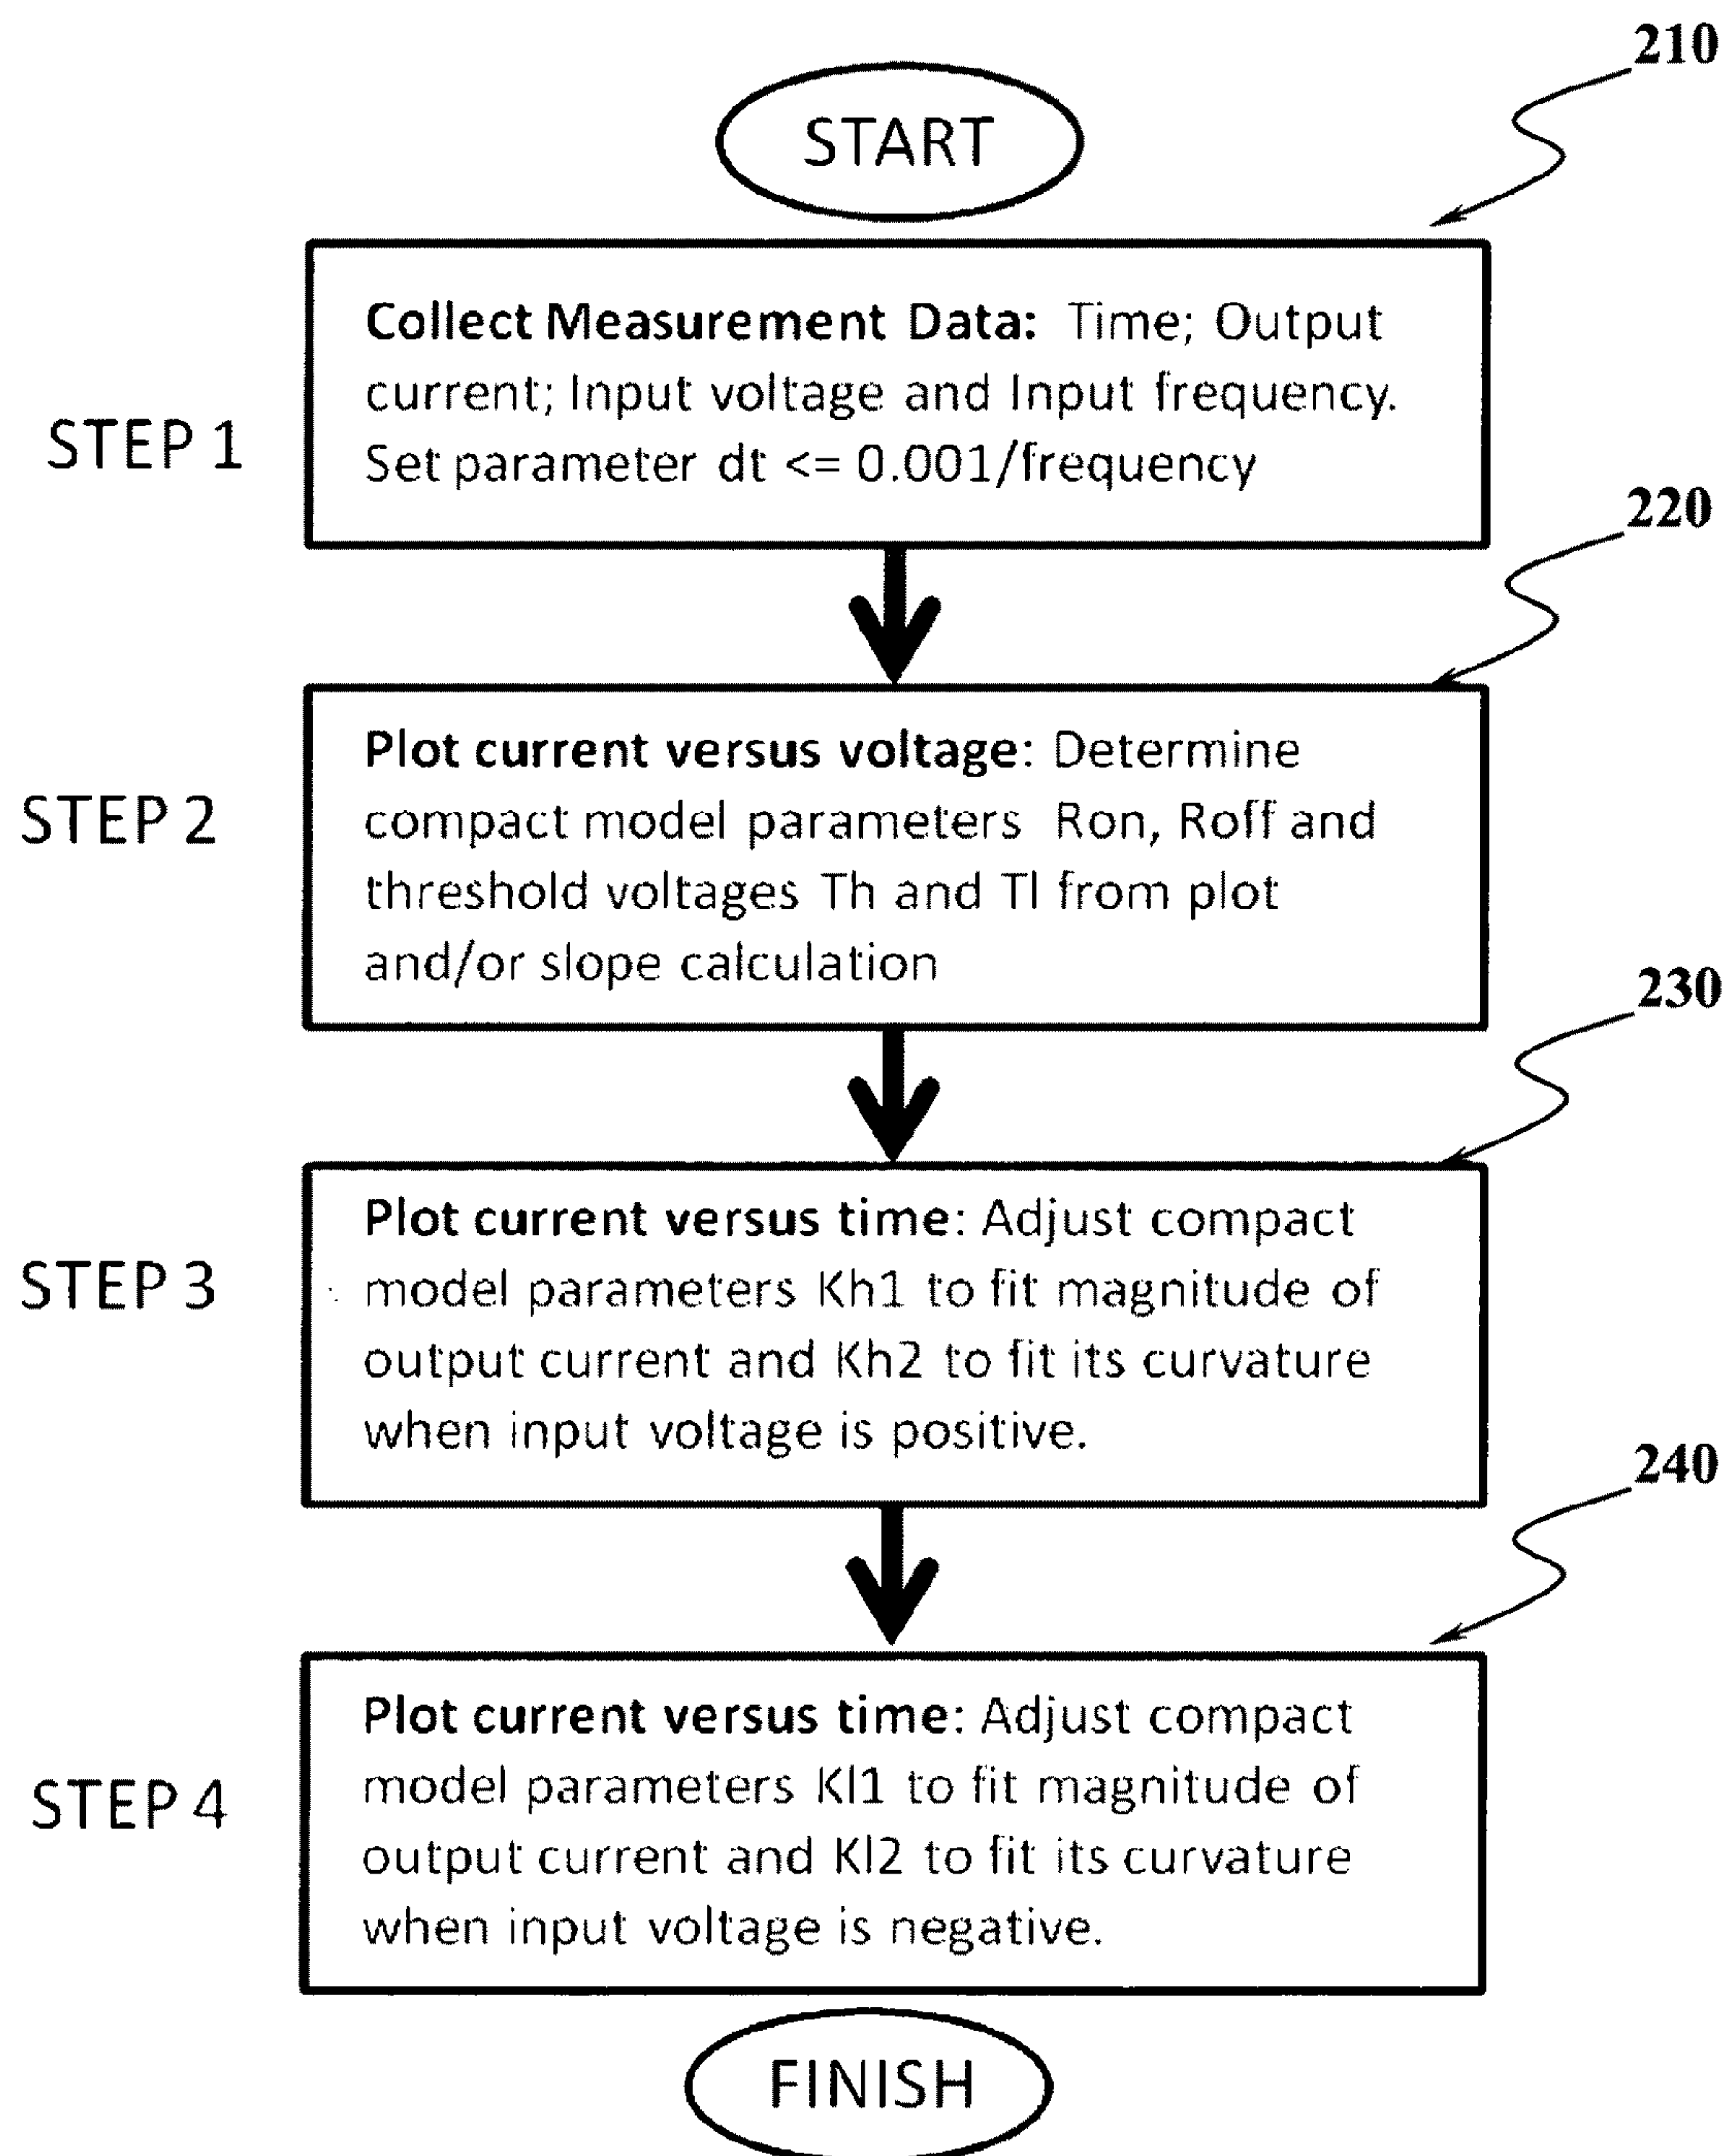 210
START
Collect Measurement Data: Time; Output
current; Input voltage and Input frequency.
Set parameter dt <= 0.001/frequency
STEP 1
220
Plot current versus voltage: Determine
compact model parameters Ron, Roff and
threshold voltages Th and Tl from plot
and/or slope calculation
STEP 2
230
Plot current versus time: Adjust compact
model parameters Kh1 to fit magnitude of
output current and Kh2 to fit its curvature
when input voltage is positive.
STEP 3
240
Plot current versus time: Adjust compact
model parameters Kl1 to fit magnitude of
output current and Kl2 to fit its curvature
when input voltage is negative.
STEP 4
FINISH